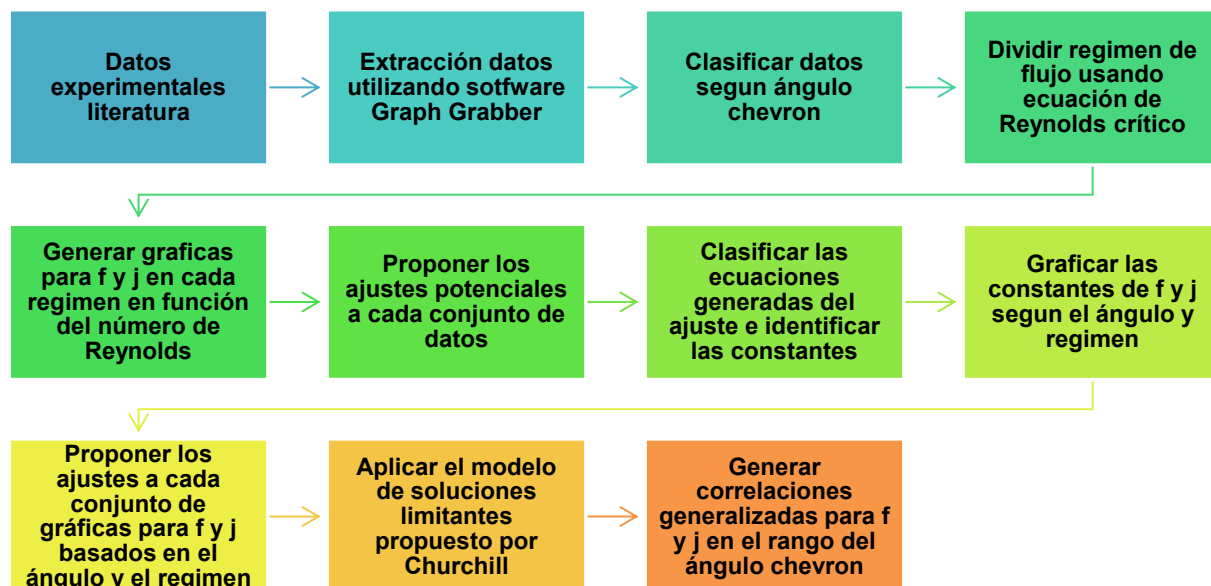 Datos
experimentales
literatura
Extracción datos
utilizando sotfware
Graph Grabber
Clasificar datos
segun ángulo
chevron
Dividir regimen de
flujo usando
ecuación de
Reynolds crítico
Generar graficas
para f y j en cada
regimen en función
del número de
Reynolds
Proponer los
ajustes potenciales
a cada conjunto de
datos
Clasificar las
ecuaciones
generadas del
ajuste e identificar
las constantes
Graficar las
constantes de f y j
segun el ángulo y
regimen
Proponer los
ajustes a cada
conjunto de
gráficas para f y j
basados en el
ángulo y el regimen
Aplicar el modelo
de soluciones
limitantes
propuesto por
Churchill
Generar
correlaciones
generalizadas para f
y j en el rango del
ángulo chevron